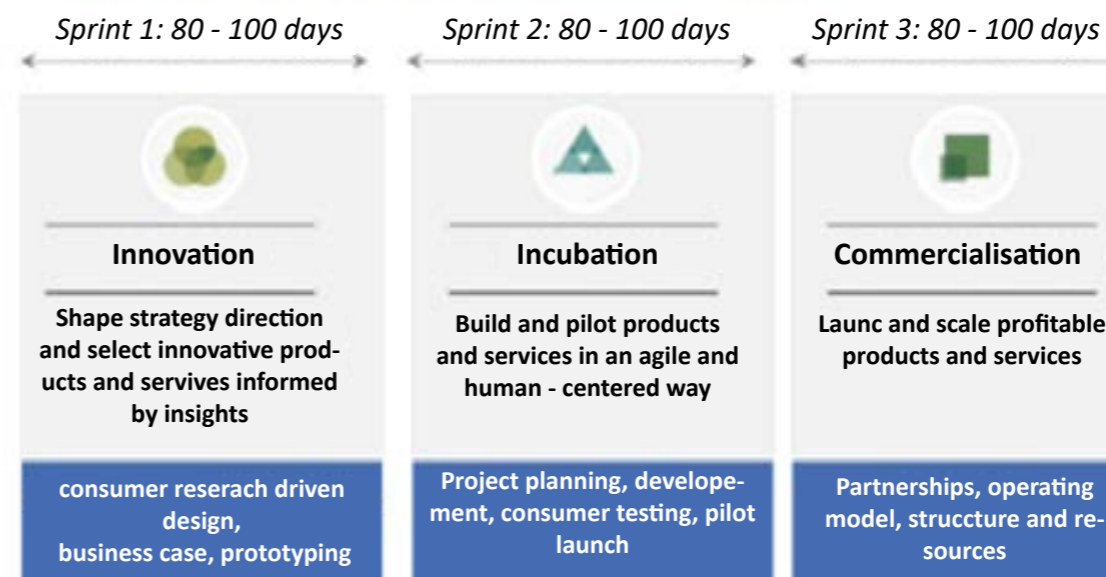 Sprint 1: 80 - 100 days
Sprint 2: 80 - 100 days
Sprint 3: 80 - 100 days
Innovation
Shape strategy direction
and select innovative prod-
ucts and servives informed
by insights
consumer reserach driven
design,
business case, prototyping
Incubation
Build and pilot products
and services in an agile and
human - centered way
Project planning, develope-
ment, consumer testing, pilot
launch
Commercialisation
Launc and scale profitable
products and services
Partnerships, operating
model, struccture and re-
sources